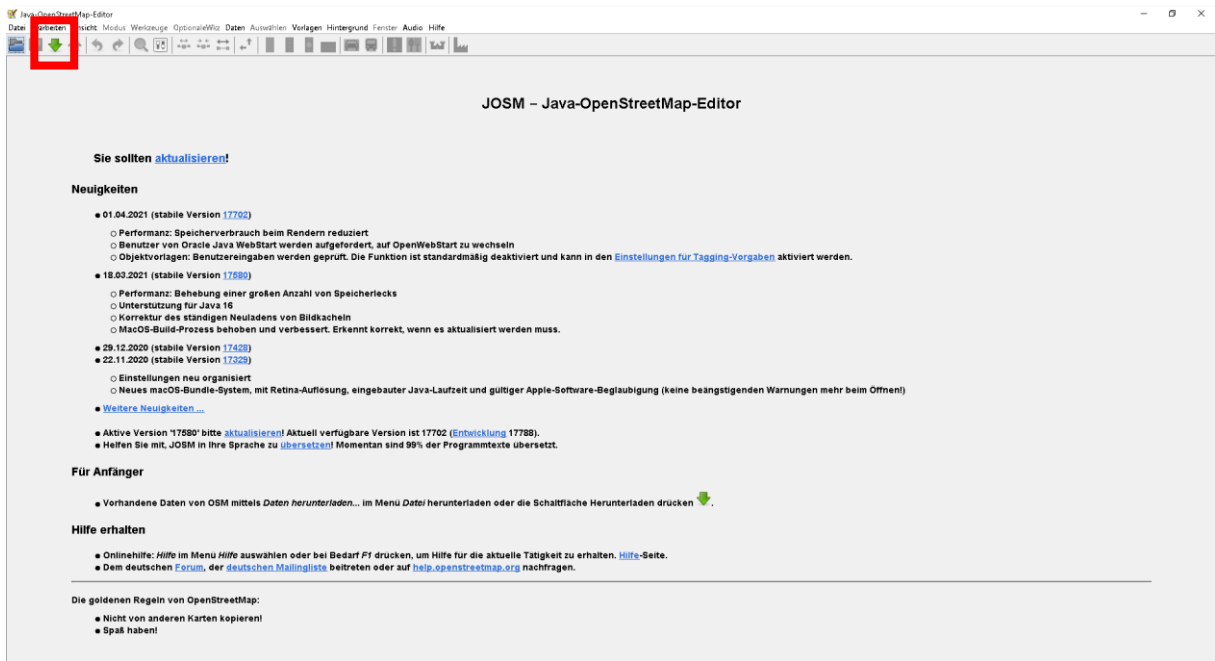 Java-OpenStreetMap-Editor
Datei Bearbeiten Ansicht Modus Werkzeuge OptionaleWkz Daten Auswählen Vorlagen Hintergrund Fenster Audio Hilfe
JOSM – Java-OpenStreetMap-Editor
Sie sollten aktualisieren!
Neuigkeiten
● 01.04.2021 (stabile Version 17702)
○ Performanz: Speicherverbrauch beim Rendern reduziert
○ Benutzer von Oracle Java WebStart werden aufgefordert, auf OpenWebStart zu wechseln
○ Objektvorlagen: Benutzereingaben werden geprüft. Die Funktion ist standardmäßig deaktiviert und kann in den Einstellungen für Tagging-Vorgaben aktiviert werden.
● 18.03.2021 (stabile Version 17580)
○ Performanz: Behebung einer großen Anzahl von Speicherlecks
○ Unterstützung für Java 16
○ Korrektur des ständigen Neuladens von Bildkacheln
○ MacOS-Build-Prozess behoben und verbessert. Erkennt korrekt, wenn es aktualisiert werden muss.
● 29.12.2020 (stabile Version 17428)
● 22.11.2020 (stabile Version 17329)
○ Einstellungen neu organisiert
○ Neues macOS-Bundle-System, mit Retina-Auflösung, eingebauter Java-Laufzeit und gültiger Apple-Software-Beglaubigung (keine beängstigenden Warnungen mehr beim Öffnen!)
● Weitere Neuigkeiten ...
● Aktive Version '17580' bitte aktualisieren! Aktuell verfügbare Version ist 17702 (Entwicklung 17788).
● Helfen Sie mit, JOSM in Ihre Sprache zu übersetzen! Momentan sind 99% der Programmtexte übersetzt.
Für Anfänger
● Vorhandene Daten von OSM mittels Daten herunterladen... im Menü Datei herunterladen oder die Schaltfläche Herunterladen drücken .
Hilfe erhalten
● Onlinehilfe: Hilfe im Menü Hilfe auswählen oder bei Bedarf F1 drücken, um Hilfe für die aktuelle Tätigkeit zu erhalten. Hilfe-Seite.
● Dem deutschen Forum, der deutschen Mailingliste beitreten oder auf help.openstreetmap.org nachfragen.
Die goldenen Regeln von OpenStreetMap:
● Nicht von anderen Karten kopieren!
● Spaß haben!